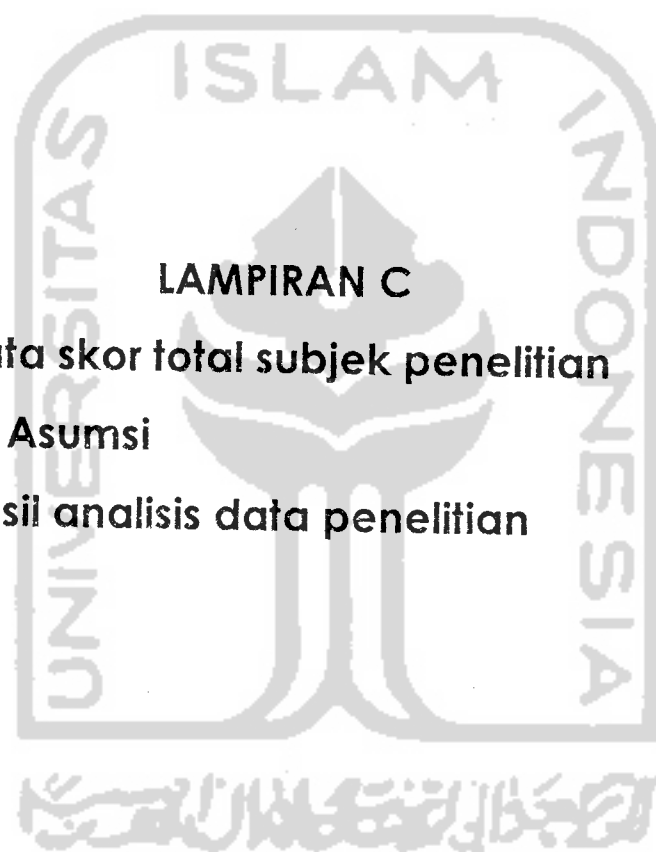 ISLAM
UNIVERSITAS
INDONESIA
LAMPIRAN C
ta skor total subjek penelitian
Asumsi
sil analisis data penelitian